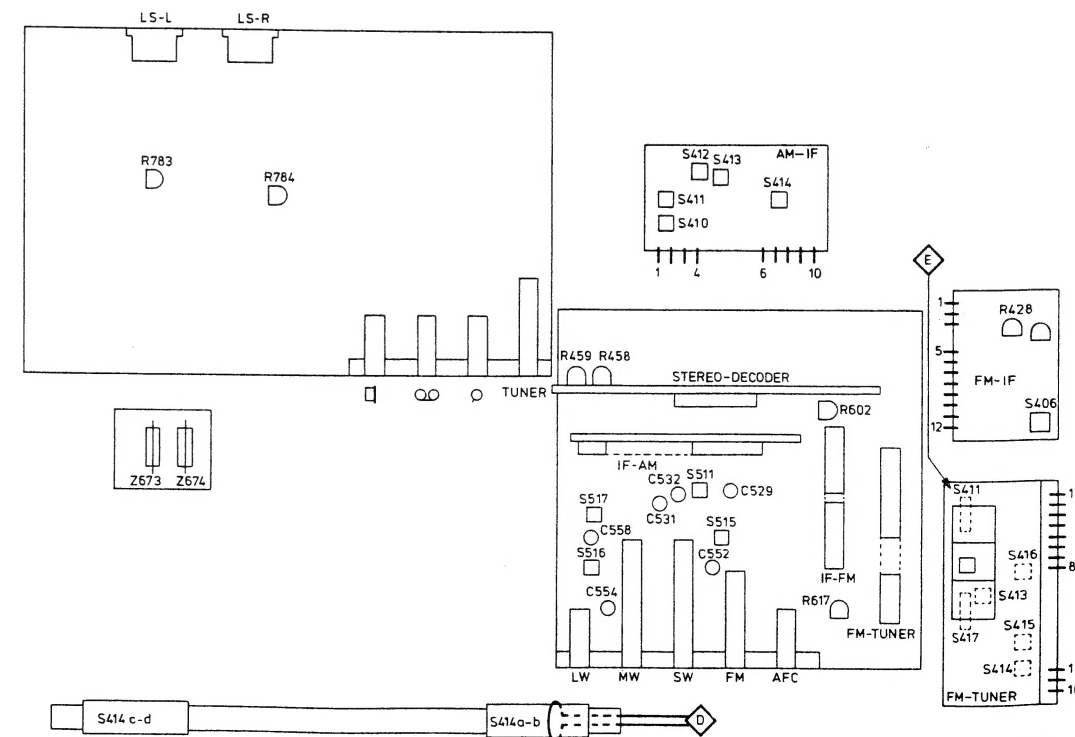 LS-L LS-R
R783
R784
TUNER
Z673 Z674
AM-IF
S412
S413
S414
S411
S410
1 4 6 10
E
1
R428
5
FM-IF
S406
12
R459 R458
STEREO-DECODER
R602
IF-AM
C532 S511
C529
S517
C531
C558
S515
S516
C552
IF-FM
C554
R617
FM-TUNER
LW MW SW FM AFC
S411
1
S416
8
S413
S417
S415
S414
FM-TUNER
S414 c-d
S414a-b
D